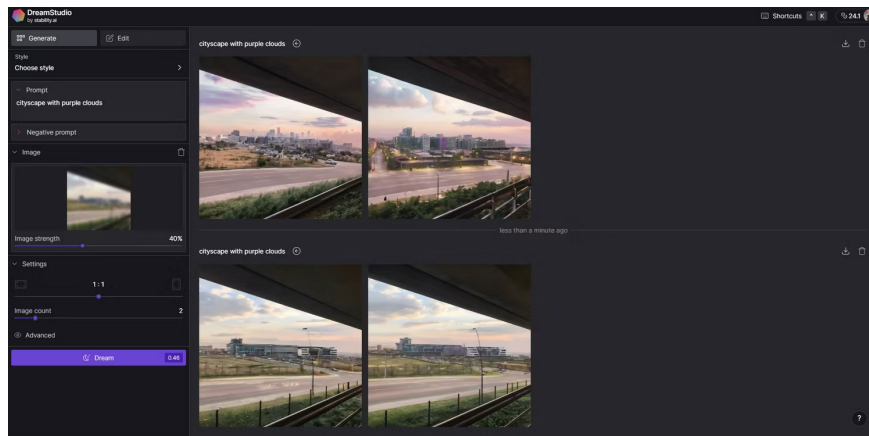 DreamStudio
by stability.ai
Shortcuts ^ K
24.1
Generate
Edit
Style
Choose style
Prompt
cityscape with purple clouds
Negative prompt
Image
Image strength 40%
Settings
1:1
Image count 2
Advanced
Dream 0.46
cityscape with purple clouds
less than a minute ago
cityscape with purple clouds
?